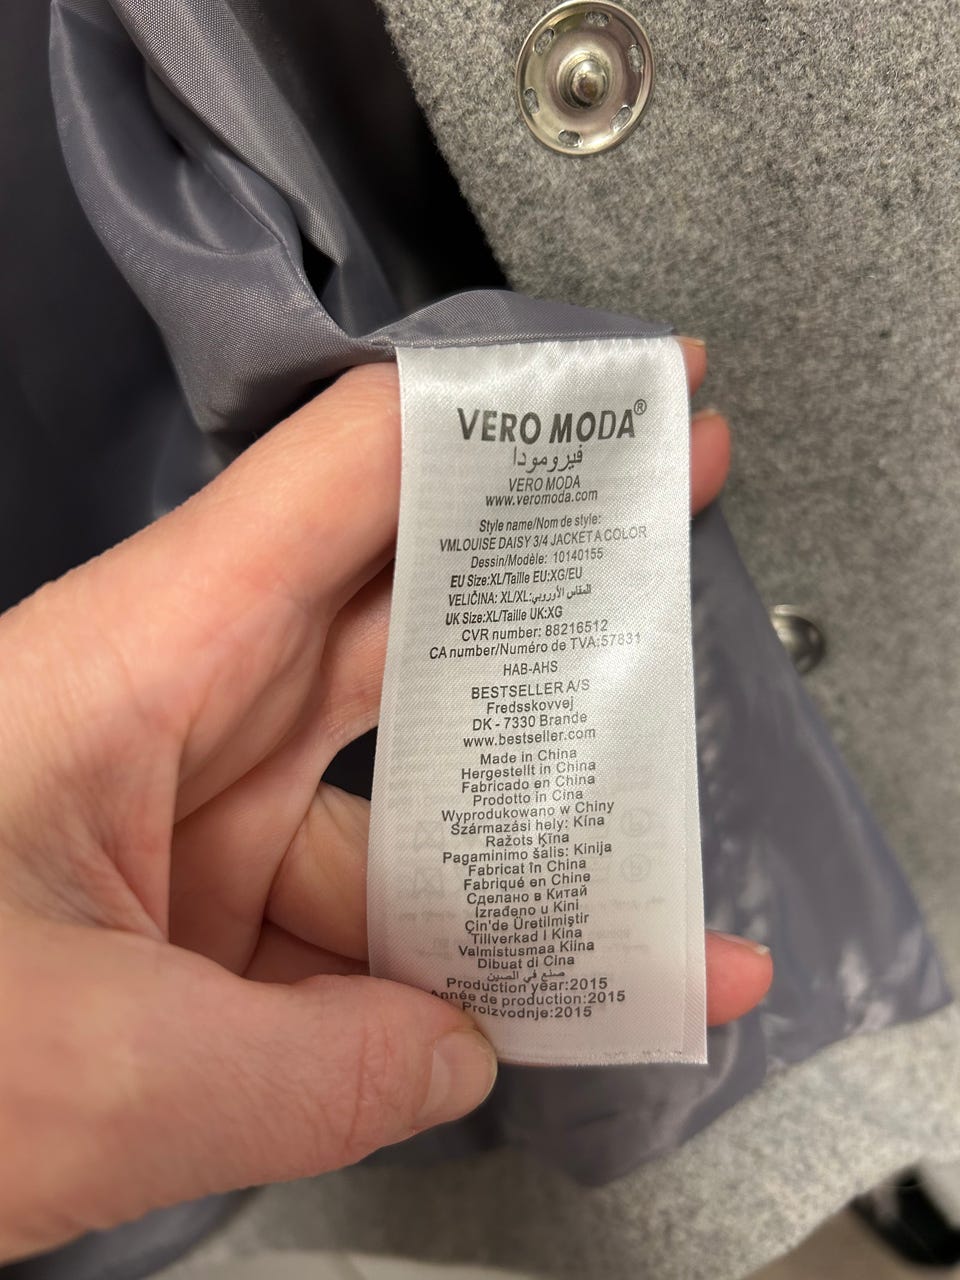 VERO MODA®
فيرومودا
VERO MODA
www.veromoda.com
Style name/Nom de style:
VMLOUISE DAISY 3/4 JACKET A COLOR
Dessin/Modèle: 10140155
EU Size:XL/Taille EU:XG/EU
VELIČINA: XL/XL:المقاس الأوروبي
UK Size:XL/Taille UK:XG
CVR number: 88216512
CA number/Numéro de TVA:57831
HAB-AHS
BESTSELLER A/S
Fredsskovvej
DK - 7330 Brande
www.bestseller.com
Made in China
Hergestellt in China
Fabricado en China
Prodotto in Cina
Wyprodukowano w Chiny
Származási hely: Kína
Ražots Ķīna
Pagaminimo šalis: Kinija
Fabricat în China
Fabriqué en Chine
Сделано в Китай
Izrađeno u Kini
Çin'de Üretilmiştir
Tillverkad I Kina
Valmistusmaa Kiina
Dibuat di Cina
صنع في الصين
Production year:2015
Année de production:2015
Proizvodnje:2015